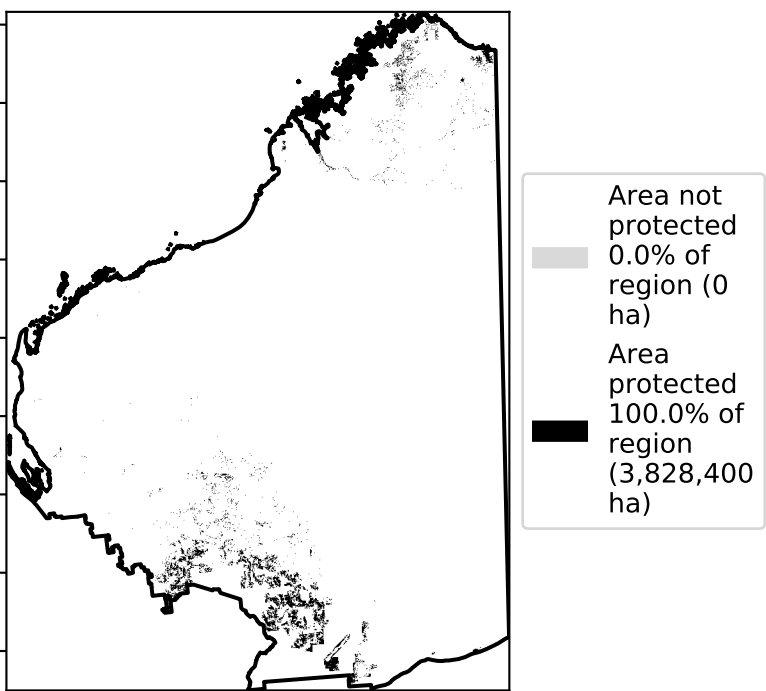 Area not
protected
0.0% of
region (0
ha)
Area
protected
100.0% of
region
(3,828,400
ha)